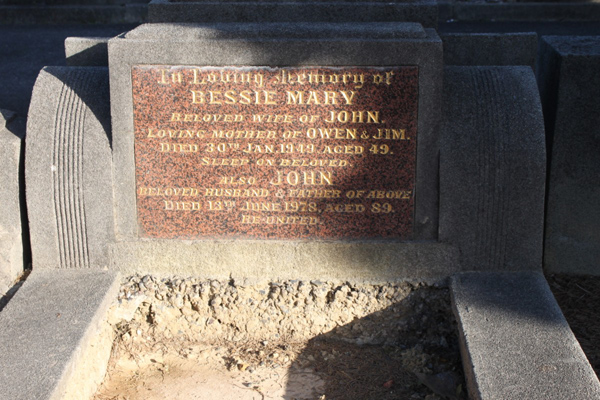 In Loving Memory of
BESSIE MARY
BELOVED WIFE OF JOHN.
LOVING MOTHER OF OWEN & JIM.
DIED 30TH JAN. 1949, AGED 49.
SLEEP ON BELOVED.
ALSO JOHN
BELOVED HUSBAND & FATHER OF ABOVE
DIED 13TH JUNE 1978, AGED 89.
RE-UNITED.